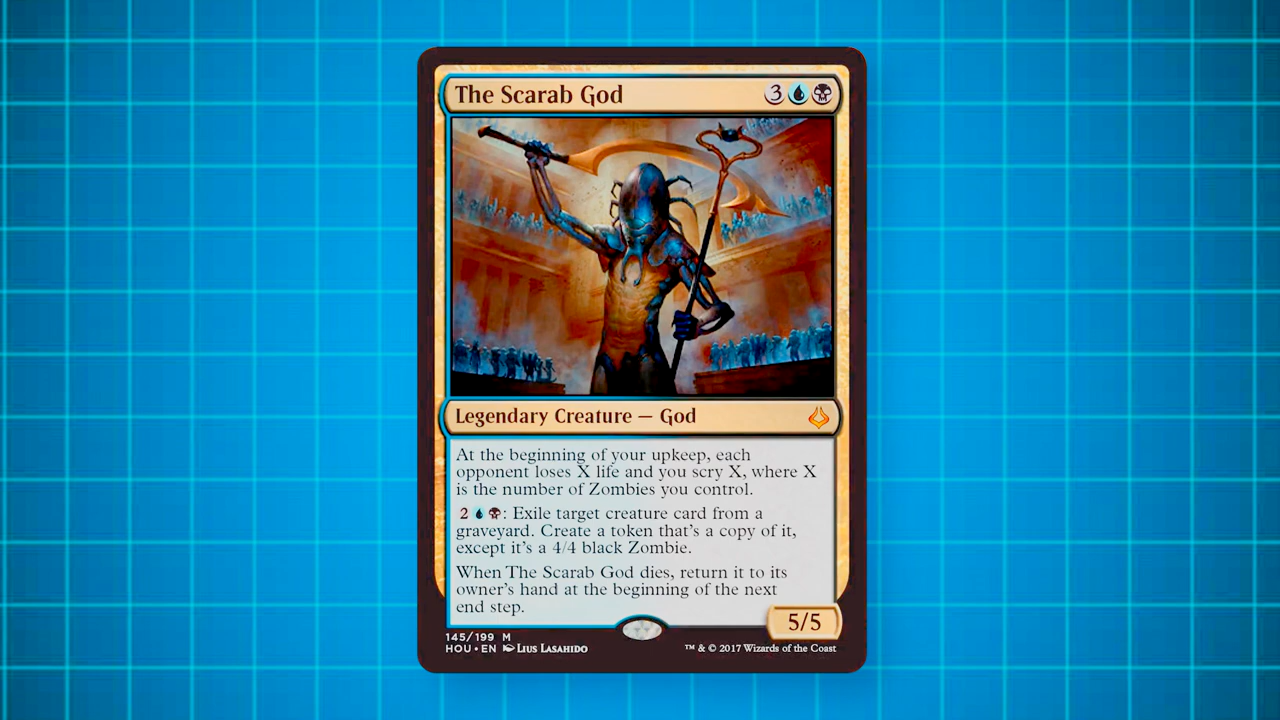 The Scarab God 3
Legendary Creature — God
At the beginning of your upkeep, each
opponent loses X life and you scry X, where X
is the number of Zombies you control.
2 : Exile target creature card from a
graveyard. Create a token that's a copy of it,
except it's a 4/4 black Zombie.
When The Scarab God dies, return it to its
owner's hand at the beginning of the next
end step.
5/5
145/199 M
HOU • EN Lius Lasahido
™ & © 2017 Wizards of the Coast